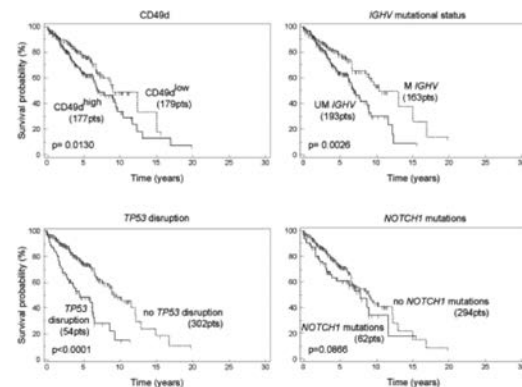 CD49d
Survival probability (%)
100
80
60
40
20
0
CD49d low
(179pts)
CD49d high
(177pts)
p= 0.0130
0 5 10 15 20 25 30
Time (years)
IGHV mutational status
Survival probability (%)
100
80
60
40
20
0
M IGHV
(163pts)
UM IGHV
(193pts)
p= 0.0026
0 5 10 15 20 25 30
Time (years)
TP53 disruption
Survival probability (%)
100
80
60
40
20
0
TP53
disruption
(54pts)
no TP53 disruption
(302pts)
p<0.0001
0 5 10 15 20 25 30
Time (years)
NOTCH1 mutations
Survival probability (%)
100
80
60
40
20
0
no NOTCH1 mutations
(294pts)
NOTCH1 mutations
(62pts)
p=0.0866
0 5 10 15 20 25 30
Time (years)